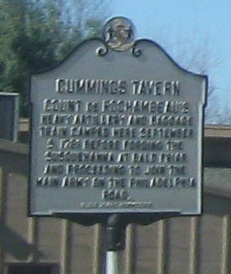 CUMMINGS TAVERN
COUNT de ROCHAMBEAU'S
HEAVY ARTILLERY AND BAGGAGE
TRAIN CAMPED HERE SEPTEMBER
9, 1781 BEFORE FORDING THE
SUSQUEHANNA AT BALD FRIAR
AND PROCEEDING TO JOIN THE
MAIN ARMY ON THE PHILADELPHIA
ROAD.